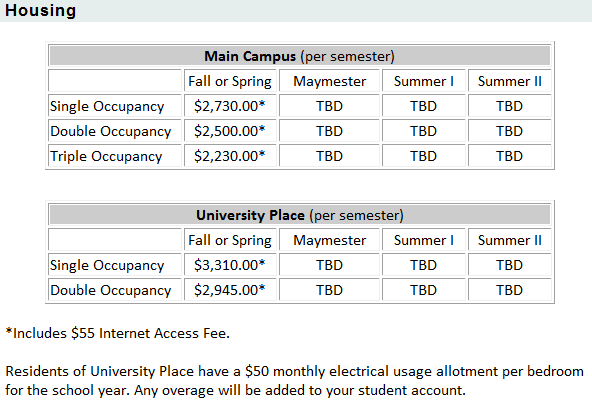 Housing
Main Campus (per semester)
Fall or Spring Maymester Summer I Summer II
Single Occupancy $2,730.00* TBD TBD TBD
Double Occupancy $2,500.00* TBD TBD TBD
Triple Occupancy $2,230.00* TBD TBD TBD
University Place (per semester)
Fall or Spring Maymester Summer I Summer II
Single Occupancy $3,310.00* TBD TBD TBD
Double Occupancy $2,945.00* TBD TBD TBD
*Includes $55 Internet Access Fee.
Residents of University Place have a $50 monthly electrical usage allotment per bedroom
for the school year. Any overage will be added to your student account.